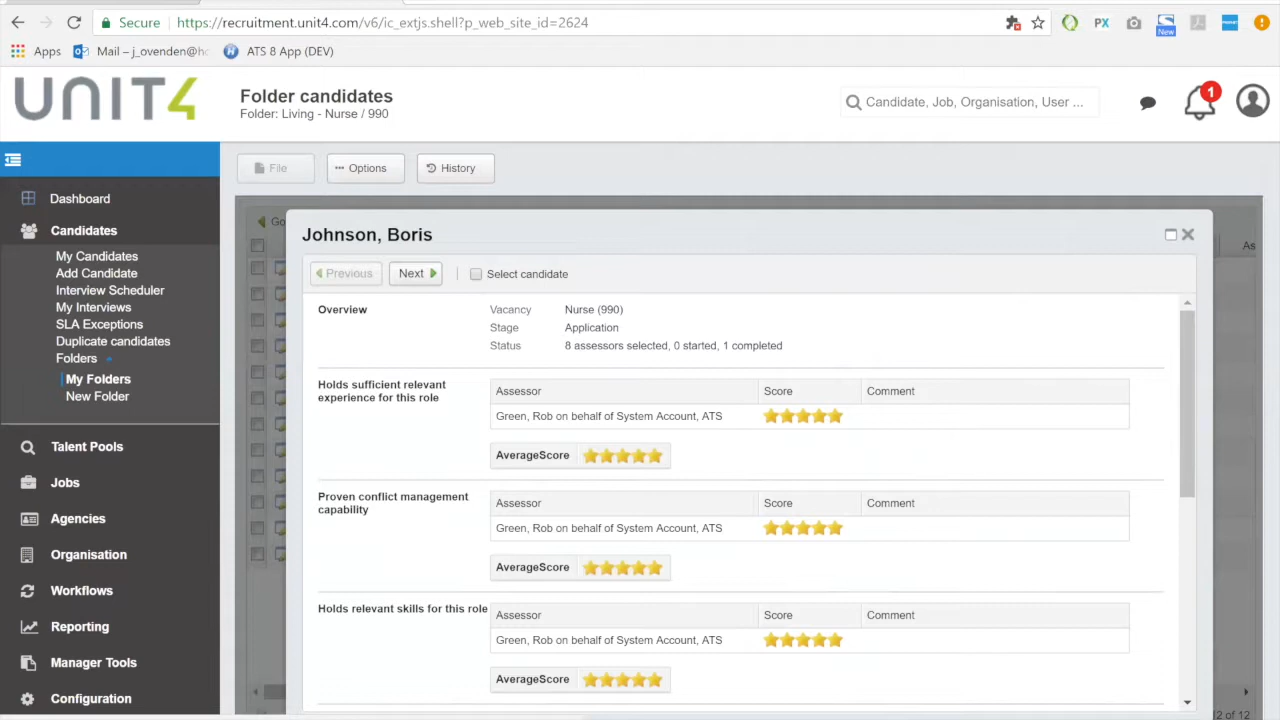 Secure
https://recruitment.unit4.com/v6/ic_extjs.shell?p_web_site_id=2624
PX
New
Apps
Mail – j_ovenden@h
ATS 8 App (DEV)
UNIT4
Folder candidates
Folder: Living - Nurse / 990
Candidate, Job, Organisation, User ...
1
File
Options
History
Dashboard
Candidates
My Candidates
Add Candidate
Interview Scheduler
My Interviews
SLA Exceptions
Duplicate candidates
Folders
My Folders
New Folder
Talent Pools
Jobs
Agencies
Organisation
Workflows
Reporting
Manager Tools
Configuration
Go
As
Johnson, Boris
Previous
Next
Select candidate
Overview
Vacancy Nurse (990)
Stage Application
Status 8 assessors selected, 0 started, 1 completed
Holds sufficient relevant
experience for this role
Assessor Score Comment
Green, Rob on behalf of System Account, ATS
AverageScore
Proven conflict management
capability
Assessor Score Comment
Green, Rob on behalf of System Account, ATS
AverageScore
Holds relevant skills for this role
Assessor Score Comment
Green, Rob on behalf of System Account, ATS
AverageScore
12 of 12